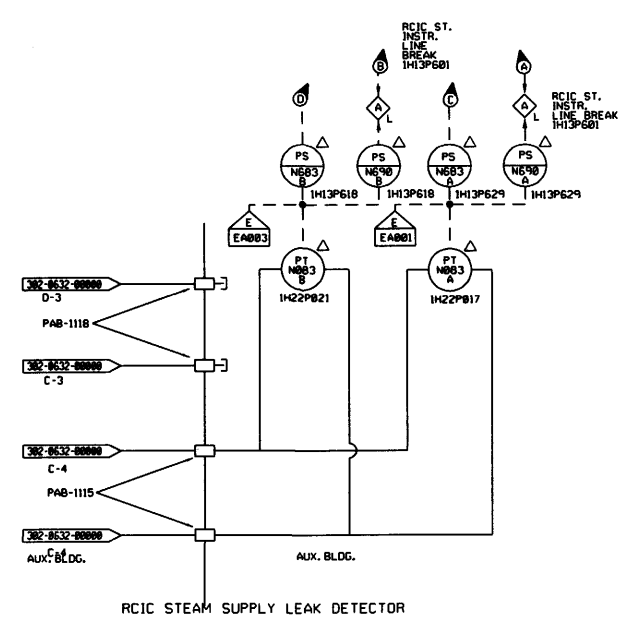 RCIC ST.
INSTR.
LINE
BREAK
1H13P601
B
A
D
A
L
C
A
L
RCIC ST.
INSTR.
LINE BREAK
1H13P601
PS
N683
B
1H13P618
PS
N690
B
1H13P618
PS
N683
A
1H13P629
PS
N690
A
1H13P629
E
EA003
E
EA001
PT
N083
B
1H22P021
PT
N083
A
1H22P017
302-0632-00000
D-3
PAB-1118
302-0632-00000
C-3
302-0632-00000
C-4
PAB-1115
302-0632-00000
C-4
AUX. BLDG.
AUX. BLDG.
RCIC STEAM SUPPLY LEAK DETECTOR